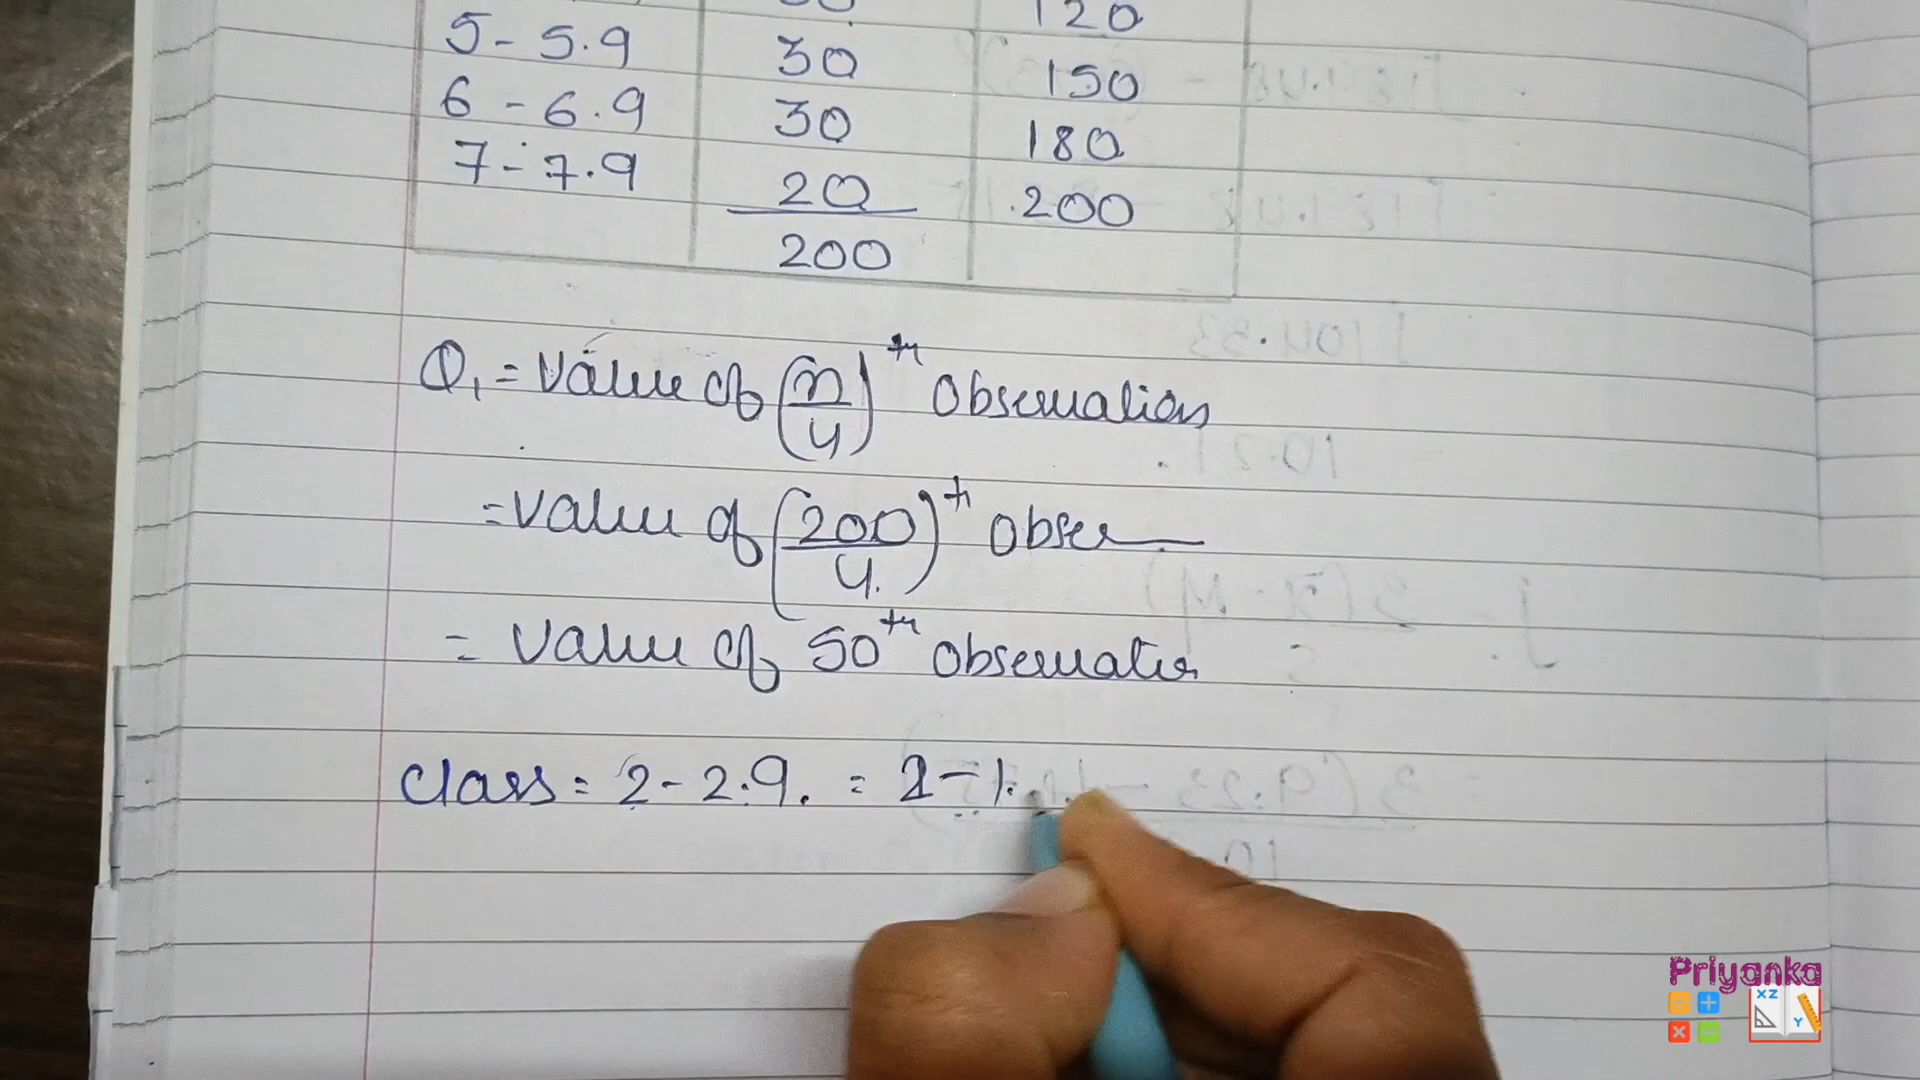 120
5 - 5.9 30 150
6 - 6.9 30 180
7 - 7.9 20 200
200
Q₁ = Value of (n/4)th Observation
= Value of (200/4)th Obser
= Value of 50th Observation
Class = 2 - 2.9. = 2 - 1.
Priyanka
XZ
Y